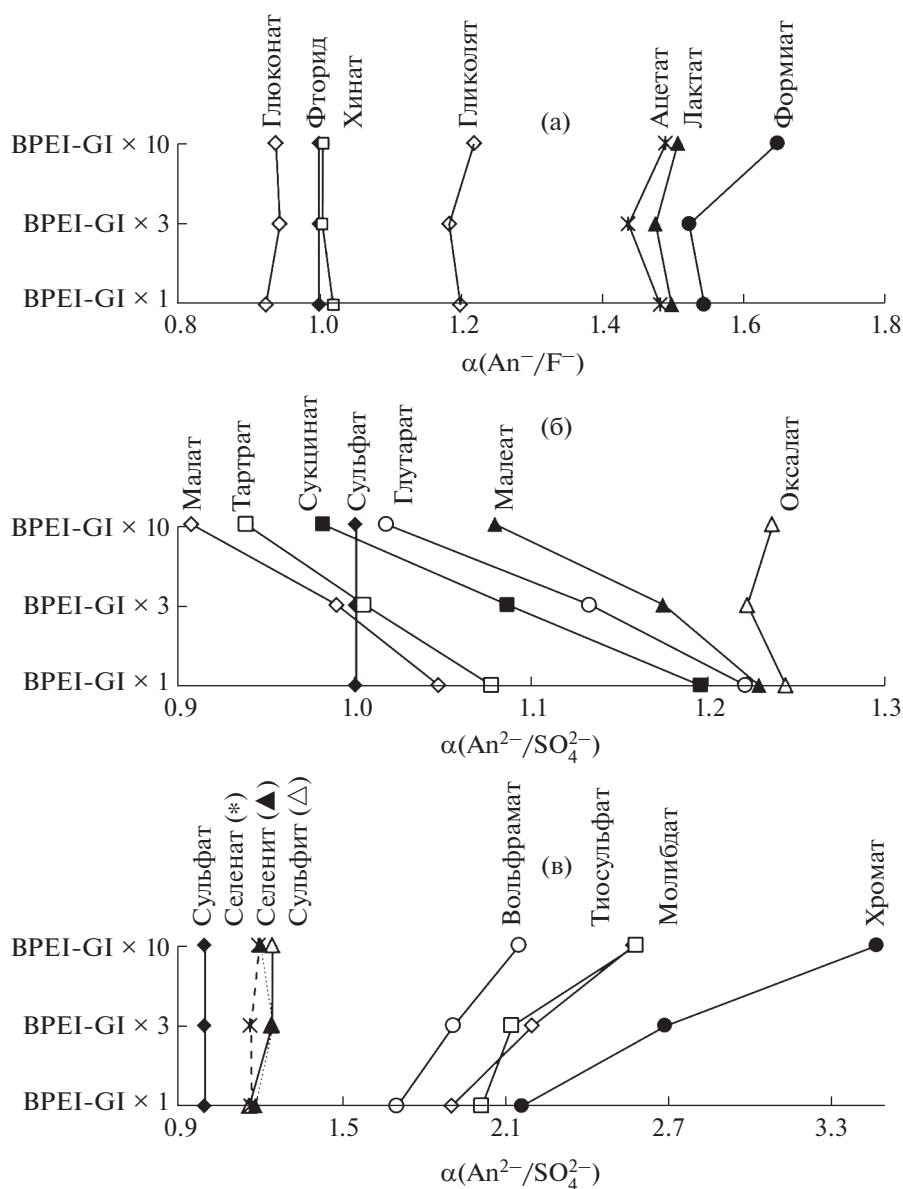 Глюконат
Фторид
Хинат
Гликолят
(а)
Ацетат
Лактат
Формиат
BPEI-GI × 10
BPEI-GI × 3
BPEI-GI × 1
0.8 1.0 1.2 1.4 1.6 1.8
α(An⁻/F⁻)
Малат
Тартрат
Сукцинат
Сульфат
Глутарат
Малеат
(б)
Оксалат
BPEI-GI × 10
BPEI-GI × 3
BPEI-GI × 1
0.9 1.0 1.1 1.2 1.3
α(An²⁻/SO₄²⁻)
Сульфат
Селенат (*)
Селенит (▲)
Сульфит (△)
Вольфрамат
(в)
Тиосульфат
Молибдат
Хромат
BPEI-GI × 10
BPEI-GI × 3
BPEI-GI × 1
0.9 1.5 2.1 2.7 3.3
α(An²⁻/SO₄²⁻)